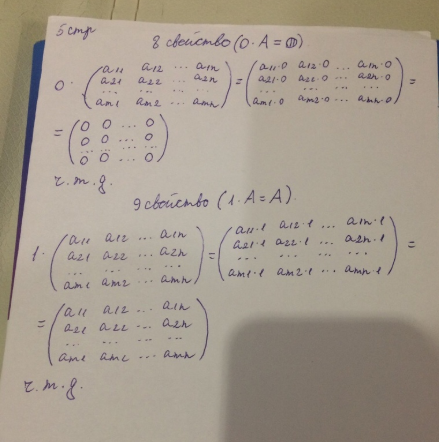 5 стр
8 свойство (0·A = 0)
0 · (a11 a12 ... a1n) = (a11·0 a12·0 ... a1n·0) =
(a21 a22 ... a2n) (a21·0 a22·0 ... a2n·0)
(... ... ... ...) (... ... ... ...)
(am1 am2 ... amn) (am1·0 am2·0 ... amn·0)
= (0 0 ... 0)
(0 0 ... 0)
(... ... ... ...)
(0 0 ... 0)
ч.т.д.
9 свойство (1·A = A).
1 · (a11 a12 ... a1n) = (a11·1 a12·1 ... a1n·1) =
(a21 a22 ... a2n) (a21·1 a22·1 ... a2n·1)
(... ... ... ...) (... ... ... ...)
(am1 am2 ... amn) (am1·1 am2·1 ... amn·1)
= (a11 a12 ... a1n)
(a21 a22 ... a2n)
(... ... ... ...)
(am1 am2 ... amn)
ч.т.д.